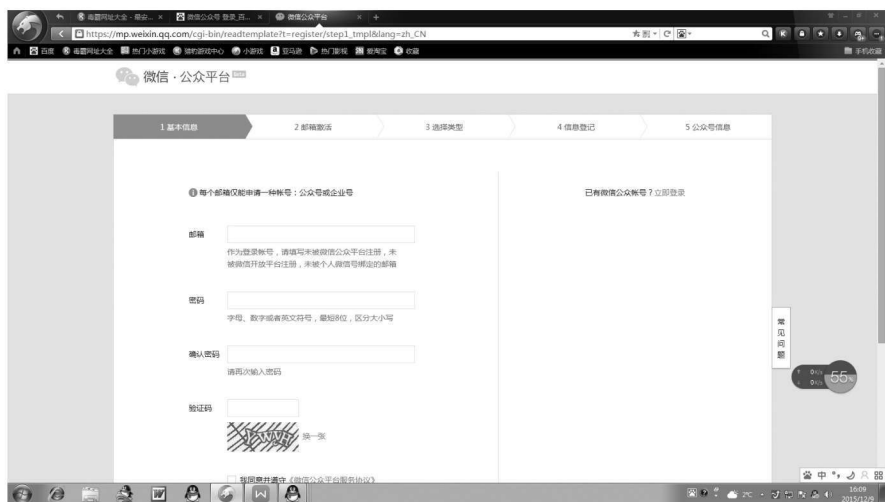 毒霸网址大全 - 最安...
微信公众号 登录_百...
微信公众平台
https://mp.weixin.qq.com/cgi-bin/readtemplate?t=register/step1_tmpl&lang=zh_CN
百度 毒霸网址大全 热门小游戏 猎豹游戏中心 小游戏 亚马逊 热门影视 爱淘宝 收藏 手机收藏
微信·公众平台
1 基本信息 2 邮箱激活 3 选择类型 4 信息登记 5 公众号信息
每个邮箱仅能申请一种帐号：公众号或企业号
已有微信公众帐号？立即登录
邮箱
作为登录帐号，请填写未被微信公众平台注册，未
被微信开放平台注册，未被个人微信号绑定的邮箱
密码
字母、数字或者英文符号，最短8位，区分大小写
确认密码
请再次输入密码
验证码
换一张
我同意并遵守《微信公众平台服务协议》
常见问题
55%
中
2℃
16:09
2015/12/9